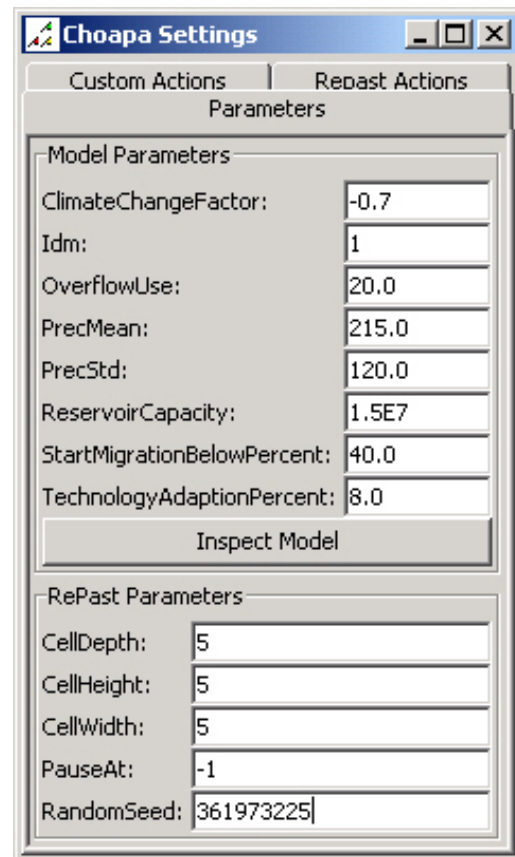 Choapa Settings
Custom Actions Repast Actions
Parameters
Model Parameters
ClimateChangeFactor: -0.7
Idm: 1
OverflowUse: 20.0
PrecMean: 215.0
PrecStd: 120.0
ReservoirCapacity: 1.5E7
StartMigrationBelowPercent: 40.0
TechnologyAdaptionPercent: 8.0
Inspect Model
RePast Parameters
CellDepth: 5
CellHeight: 5
CellWidth: 5
PauseAt: -1
RandomSeed: 361973225